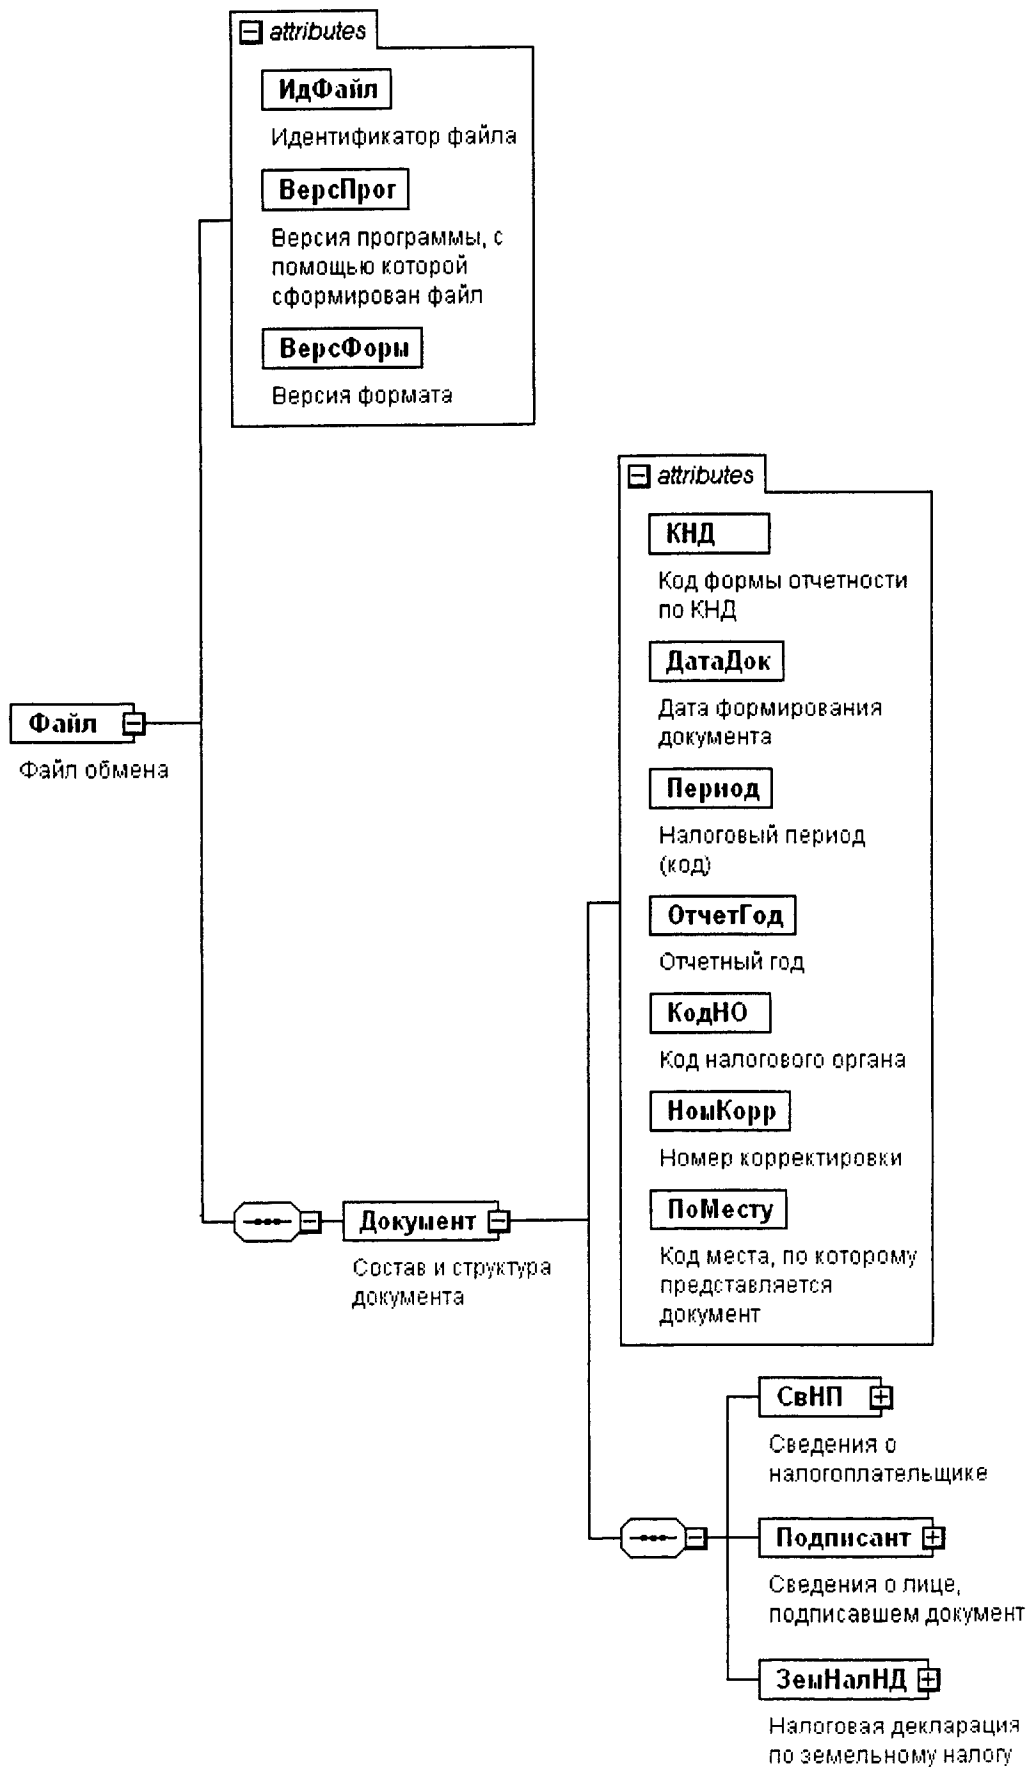 attributes
ИдФайл
Идентификатор файла
ВерсПрог
Версия программы, с
помощью которой
сформирован файл
ВерсФорм
Версия формата
Файл
Файл обмена
Документ
Состав и структура
документа
attributes
КНД
Код формы отчетности
по КНД
ДатаДок
Дата формирования
документа
Период
Налоговый период
(код)
ОтчетГод
Отчетный год
КодНО
Код налогового органа
НомКорр
Номер корректировки
ПоМесту
Код места, по которому
представляется
документ
СвНП
Сведения о
налогоплательщике
Подписант
Сведения о лице,
подписавшем документ
ЗемНалНД
Налоговая декларация
по земельному налогу